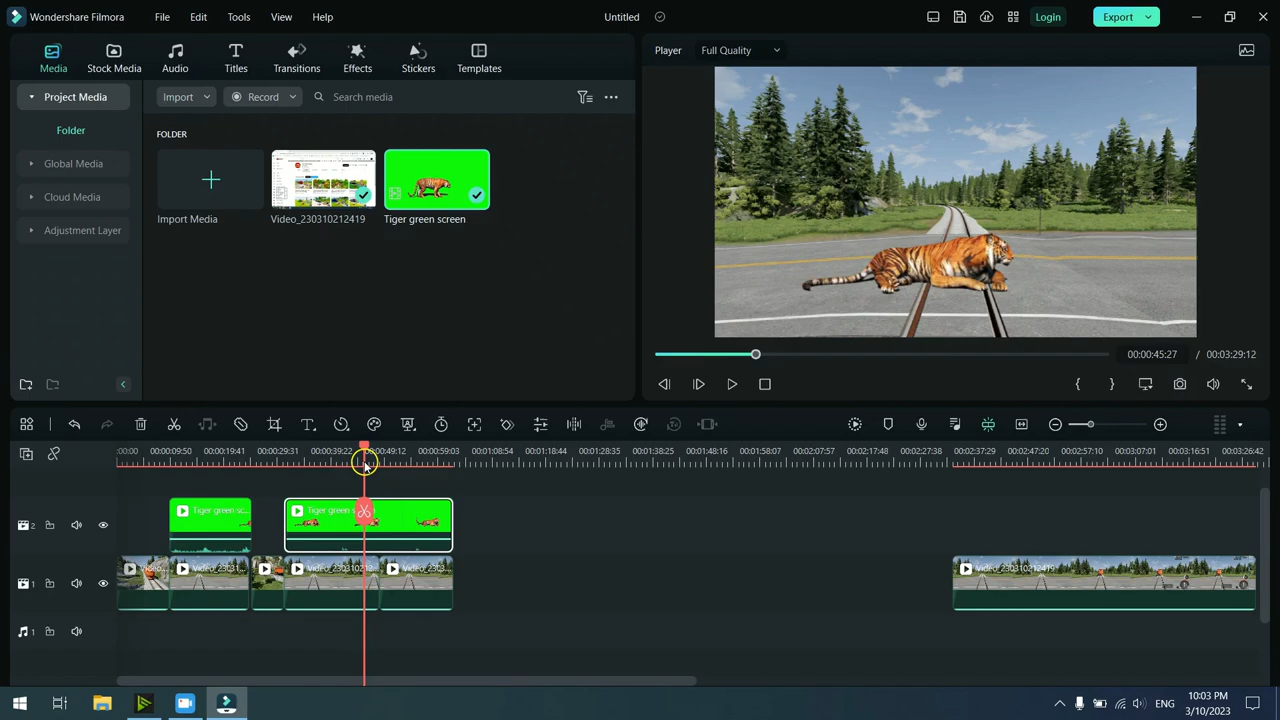 Wondershare Filmora File Edit Tools View Help Untitled Login Export
Media Stock Media Audio Titles Transitions Effects Stickers Templates
Player Full Quality
Project Media Import Record Search media
Folder
FOLDER
Global Media
Cloud Media
Adjustment Layer
Import Media Video_230310212419 Tiger green screen
00:00:45:27 / 00:03:29:12
:00:00 00:00:09:50 00:00:19:41 00:00:29:31 00:00:39:22 00:00:49:12 00:00:59:03 00:01:08:54 00:01:18:44 00:01:28:35 00:01:38:25 00:01:48:16 00:01:58:07 00:02:07:57 00:02:17:48 00:02:27:38 00:02:37:29 00:02:47:20 00:02:57:10 00:03:07:01 00:03:16:51 00:03:26:42
2 Tiger green sc... Tiger green s
1 Video... Video_23031... Video... Video_230310212... Video_2303... Video_230310212419
1
ENG
10:03 PM
3/10/2023